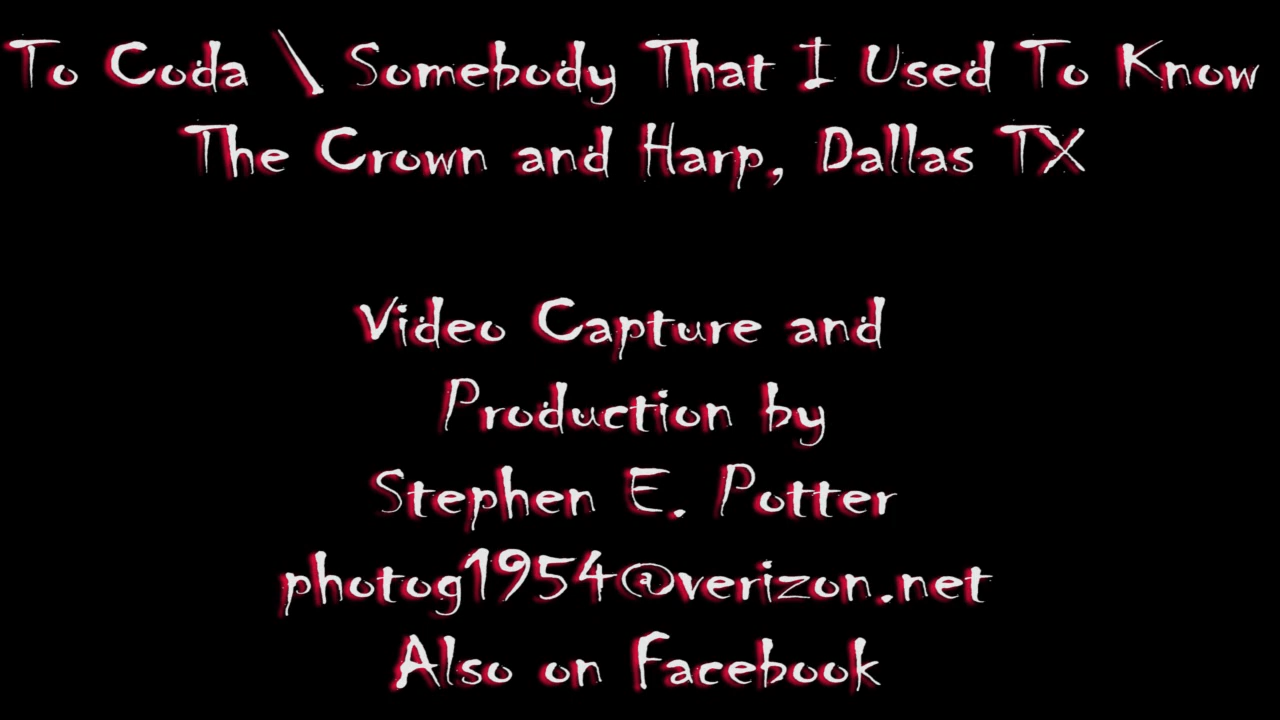 To Coda \ Somebody That I Used To Know
The Crown and Harp, Dallas TX
Video Capture and
Production by
Stephen E. Potter
photog1954@verizon.net
Also on Facebook